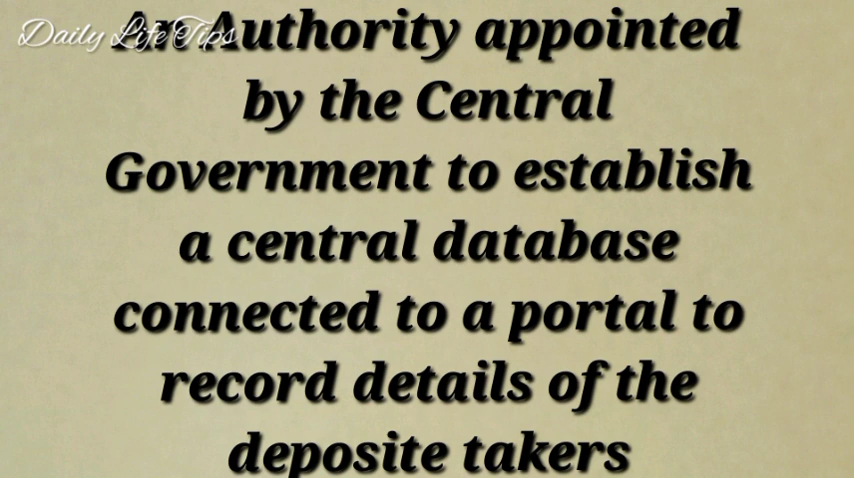 Daily Life Tips
An Authority appointed
by the Central
Government to establish
a central database
connected to a portal to
record details of the
deposite takers